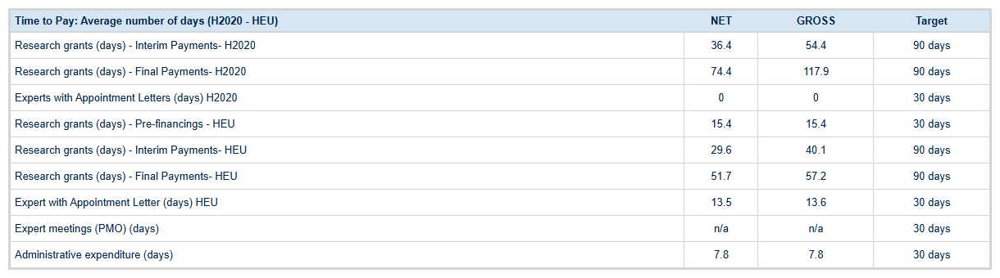 Time to Pay: Average number of days (H2020 - HEU) NET GROSS Target
Research grants (days) - Interim Payments- H2020 36.4 54.4 90 days
Research grants (days) - Final Payments- H2020 74.4 117.9 90 days
Experts with Appointment Letters (days) H2020 0 0 30 days
Research grants (days) - Pre-financings - HEU 15.4 15.4 30 days
Research grants (days) - Interim Payments- HEU 29.6 40.1 90 days
Research grants (days) - Final Payments- HEU 51.7 57.2 90 days
Expert with Appointment Letter (days) HEU 13.5 13.6 30 days
Expert meetings (PMO) (days) n/a n/a 30 days
Administrative expenditure (days) 7.8 7.8 30 days